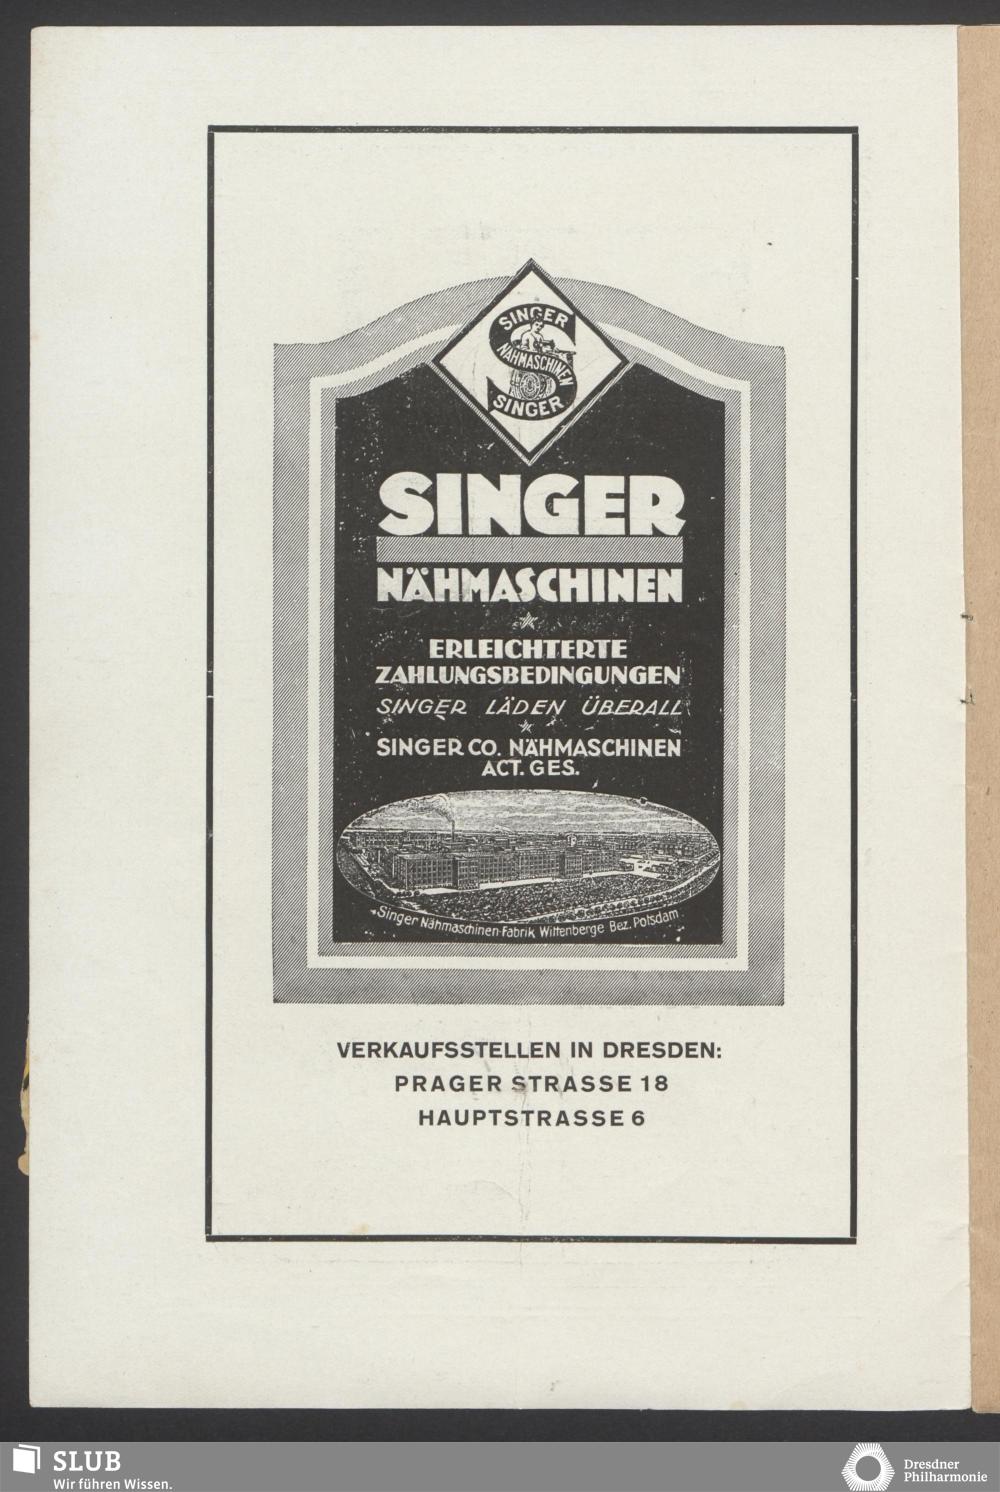 SINGER
NÄHMASCHINEN
SINGER
SINGER
NÄHMASCHINEN
ERLEICHTERTE
ZAHLUNGSBEDINGUNGEN
SINGER LÄDEN ÜBERALL
SINGER CO. NÄHMASCHINEN
ACT. GES.
Singer Nähmaschinen-Fabrik Wittenberge Bez. Potsdam
VERKAUFSSTELLEN IN DRESDEN:
PRAGER STRASSE 18
HAUPTSTRASSE 6
SLUB
Wir führen Wissen.
Dresdner
Philharmonie